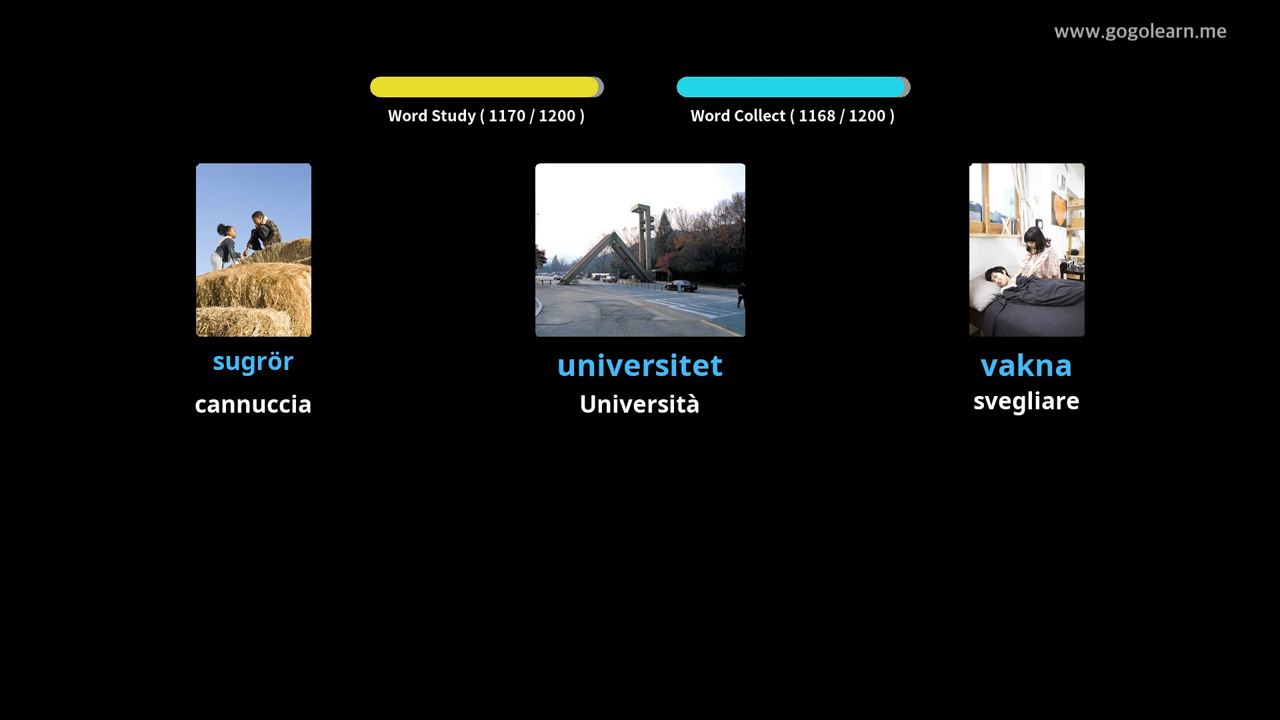 www.gogolearn.me
Word Study ( 1170 / 1200 )
Word Collect ( 1168 / 1200 )
sugrör
universitet
vakna
cannuccia
Università
svegliare